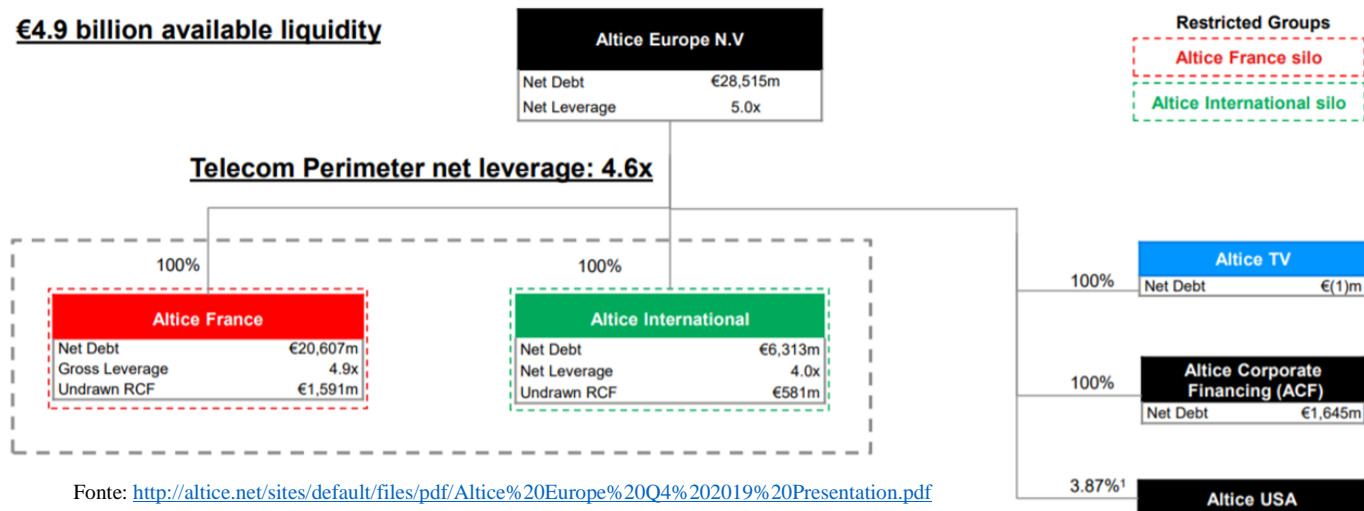 €4.9 billion available liquidity
Altice Europe N.V
Net Debt €28,515m
Net Leverage 5.0x
Restricted Groups
Altice France silo
Altice International silo
Telecom Perimeter net leverage: 4.6x
100%
Altice France
Net Debt €20,607m
Gross Leverage 4.9x
Undrawn RCF €1,591m
100%
Altice International
Net Debt €6,313m
Net Leverage 4.0x
Undrawn RCF €581m
100%
Altice TV
Net Debt €(1)m
100%
Altice Corporate
Financing (ACF)
Net Debt €1,645m
3.87%¹
Altice USA
Fonte: http://altice.net/sites/default/files/pdf/Altice%20Europe%20Q4%202019%20Presentation.pdf